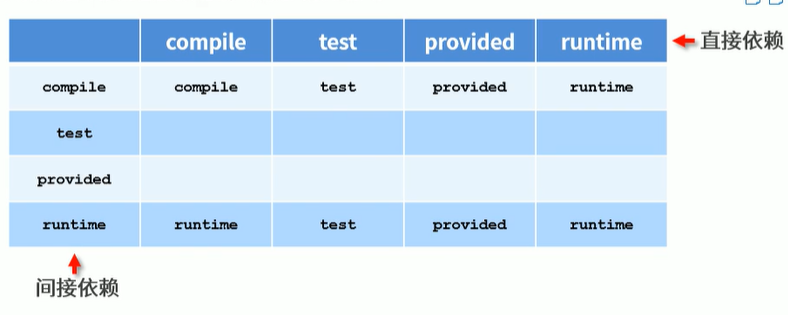 compile test provided runtime 直接依赖
compile compile test provided runtime
test
provided
runtime runtime test provided runtime
间接依赖